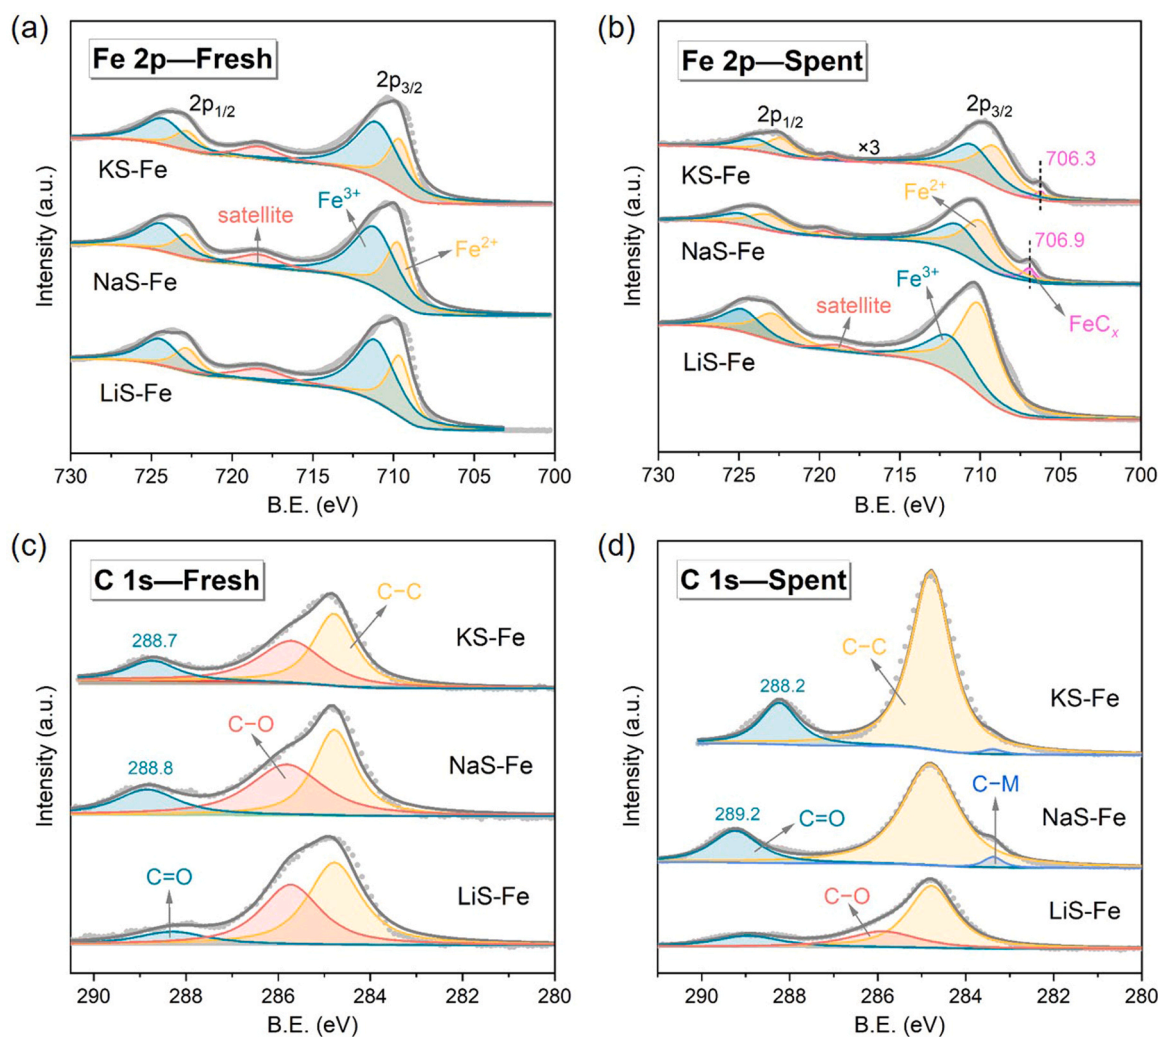 (a)
Fe 2p—Fresh
2p1/2
2p3/2
KS-Fe
satellite
Fe3+
Fe2+
NaS-Fe
LiS-Fe
Intensity (a.u.)
730 725 720 715 710 705 700
B.E. (eV)
(b)
Fe 2p—Spent
2p1/2
2p3/2
×3
706.3
KS-Fe
Fe2+
706.9
NaS-Fe
Fe3+
satellite
FeCx
LiS-Fe
Intensity (a.u.)
730 725 720 715 710 705 700
B.E. (eV)
(c)
C 1s—Fresh
C−C
288.7
KS-Fe
C−O
288.8
NaS-Fe
C=O
LiS-Fe
Intensity (a.u.)
290 288 286 284 282 280
B.E. (eV)
(d)
C 1s—Spent
C−C
288.2
KS-Fe
289.2
C=O
C−M
NaS-Fe
C−O
LiS-Fe
Intensity (a.u.)
290 288 286 284 282 280
B.E. (eV)